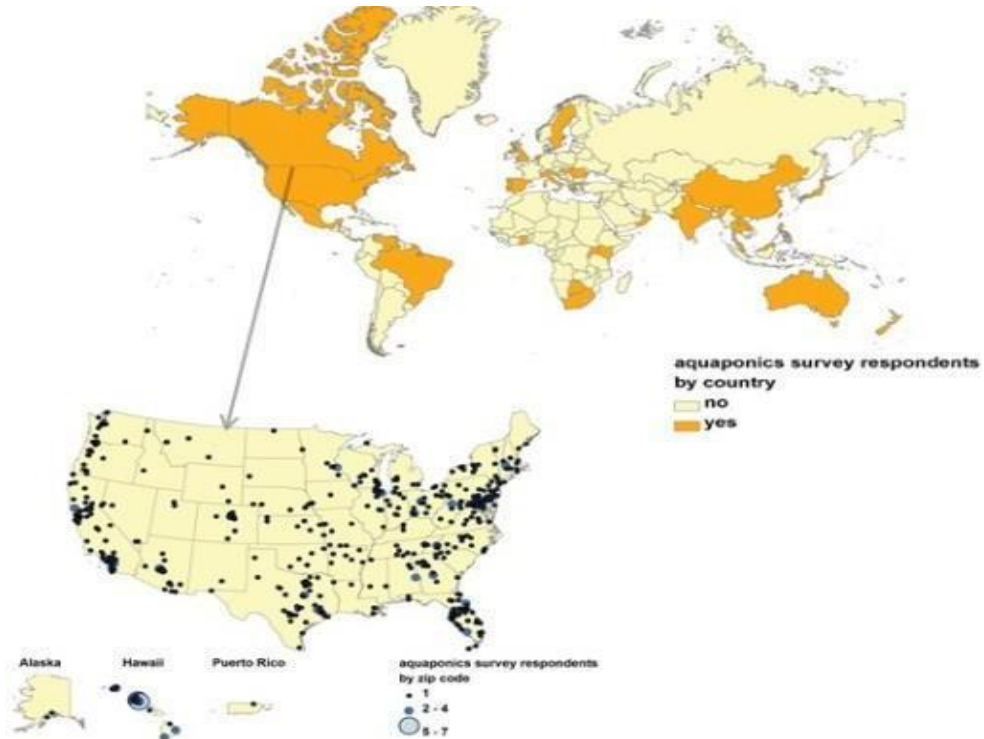 aquaponics survey respondents
by country
no
yes
Alaska
Hawaii
Puerto Rico
aquaponics survey respondents
by zip code
1
2 - 4
5 - 7